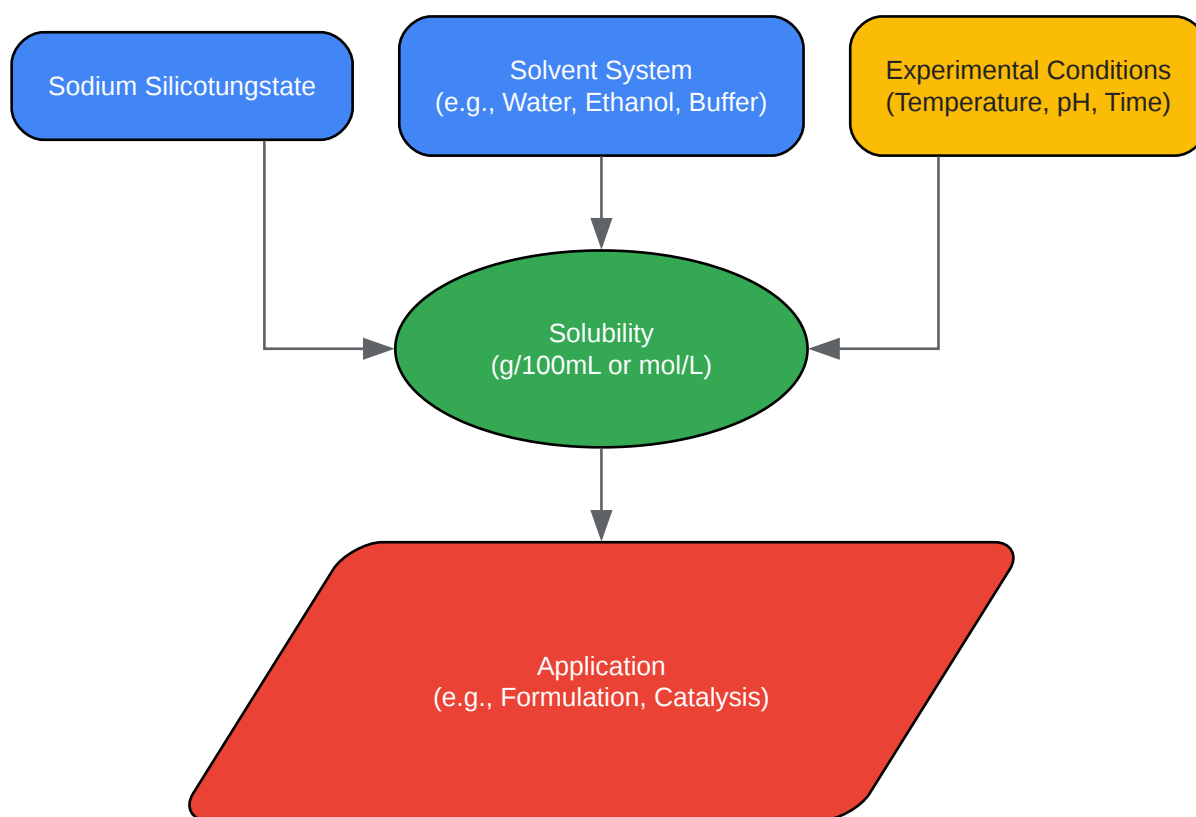 Sodium Silicotungstate
Solvent System
(e.g., Water, Ethanol, Buffer)
Experimental Conditions
(Temperature, pH, Time)
Solubility
(g/100mL or mol/L)
Application
(e.g., Formulation, Catalysis)